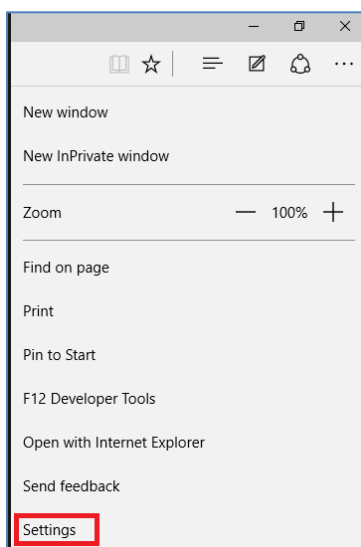 New window
New InPrivate window
Zoom 100%
Find on page
Print
Pin to Start
F12 Developer Tools
Open with Internet Explorer
Send feedback
Settings